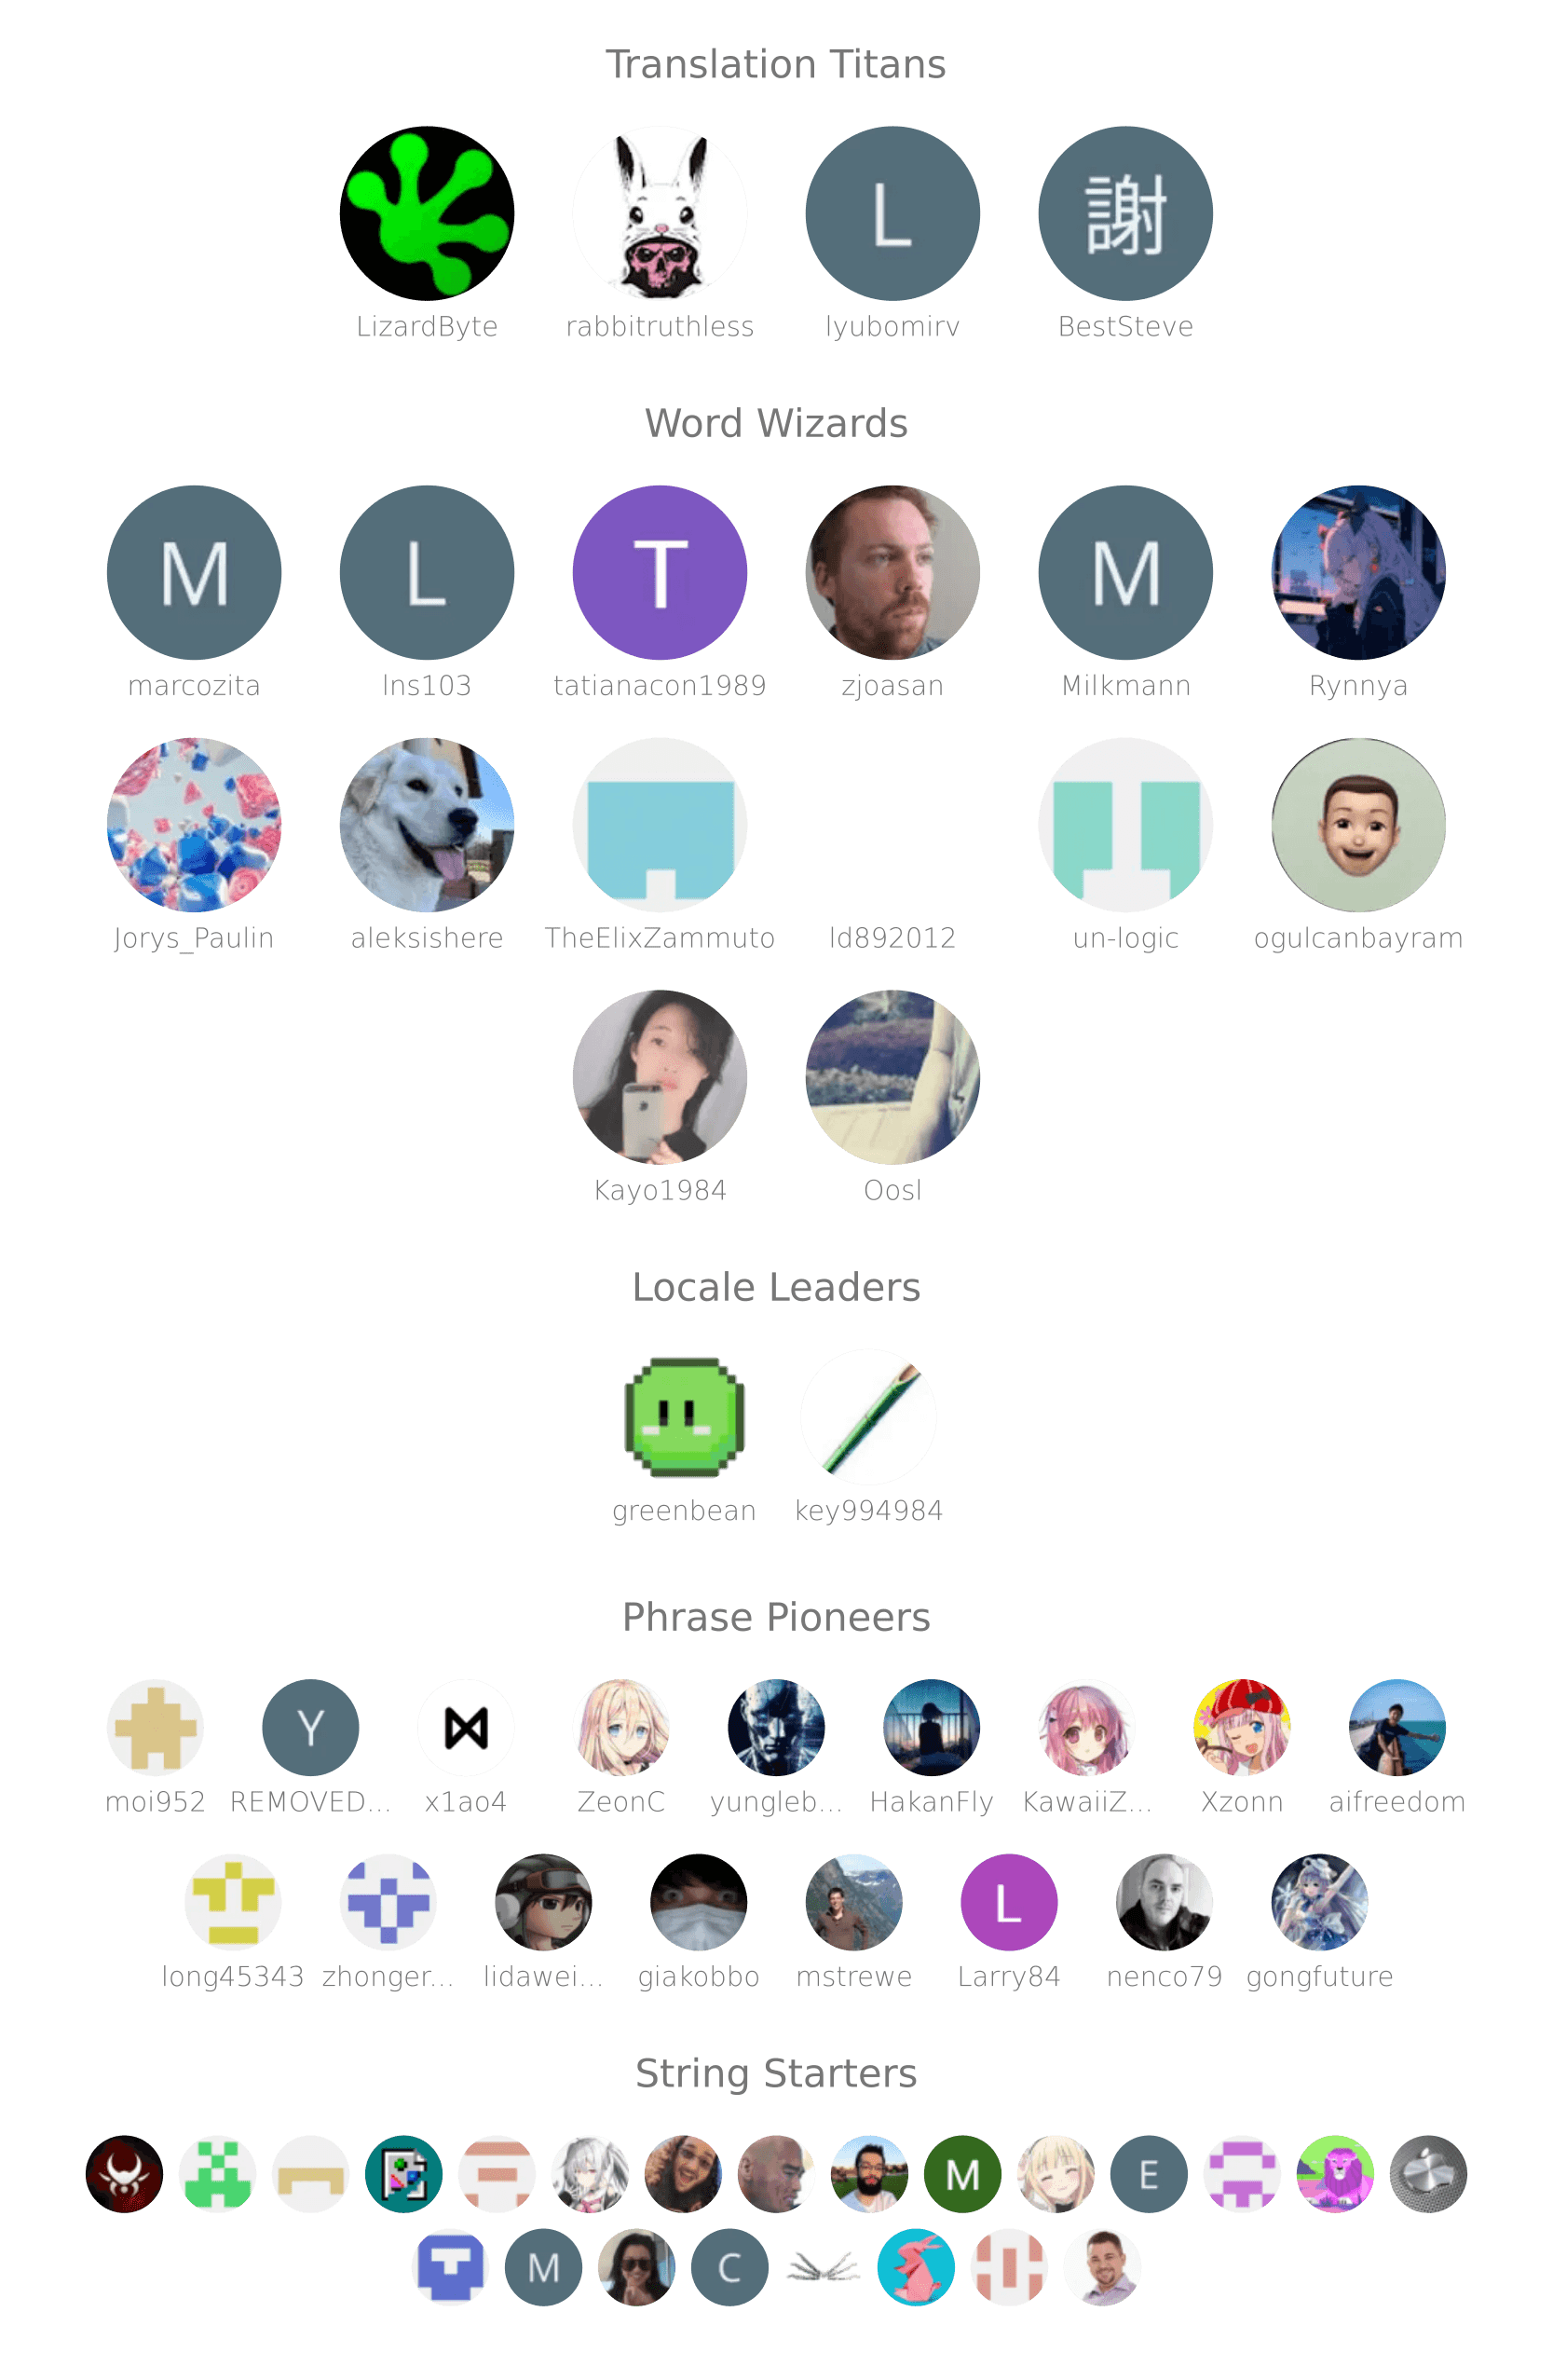 Translation Titans
L 謝
LizardByte rabbitruthless lyubomirv BestSteve
Word Wizards
M L T M
marcozita lns103 tatianacon1989 zjoasan Milkmann Rynnya
Jorys_Paulin aleksishere TheElixZammuto ld892012 un-logic ogulcanbayram
Kayo1984 Oosl
Locale Leaders
greenbean key994984
Phrase Pioneers
Y
moi952 REMOVED... x1ao4 ZeonC yungleb... HakanFly KawaiiZ... Xzonn aifreedom
L
long45343 zhonger... lidawei... giakobbo mstrewe Larry84 nenco79 gongfuture
String Starters
M E
M C